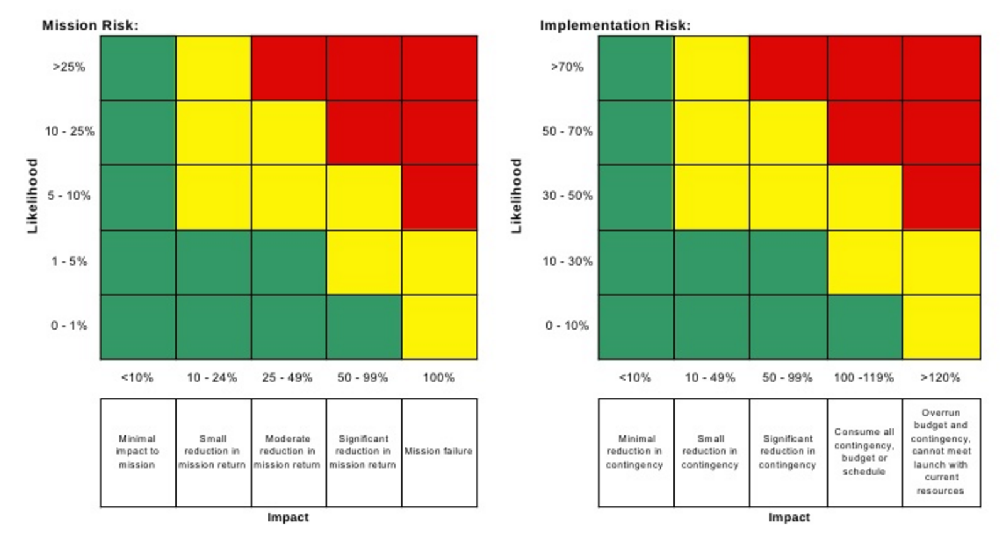 Mission Risk:
>25%
10 - 25%
5 - 10%
1 - 5%
0 - 1%
Likelihood
<10%
10 - 24%
25 - 49%
50 - 99%
100%
Minimal
impact to
mission
Small
reduction in
mission return
Moderate
reduction in
mission return
Significant
reduction in
mission return
Mission failure
Impact
Implementation Risk:
>70%
50 - 70%
30 - 50%
10 - 30%
0 - 10%
Likelihood
<10%
10 - 49%
50 - 99%
100 -119%
>120%
Minimal
reduction in
contingency
Small
reduction in
contingency
Significant
reduction in
contingency
Consume all
contingency,
budget or
schedule
Overrun
budget and
contingency,
cannot meet
launch with
current
resources
Impact